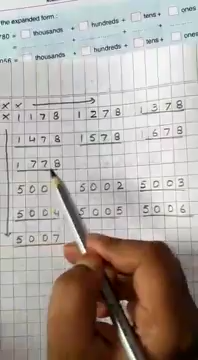 the expanded form:
thousands + hundreds + tens + ones
thousands + hundreds + tens + ones
x x
x 1178 1278 1378
1478 1578 1678
1778
500 5002 5003
5004 5005 5006
5007